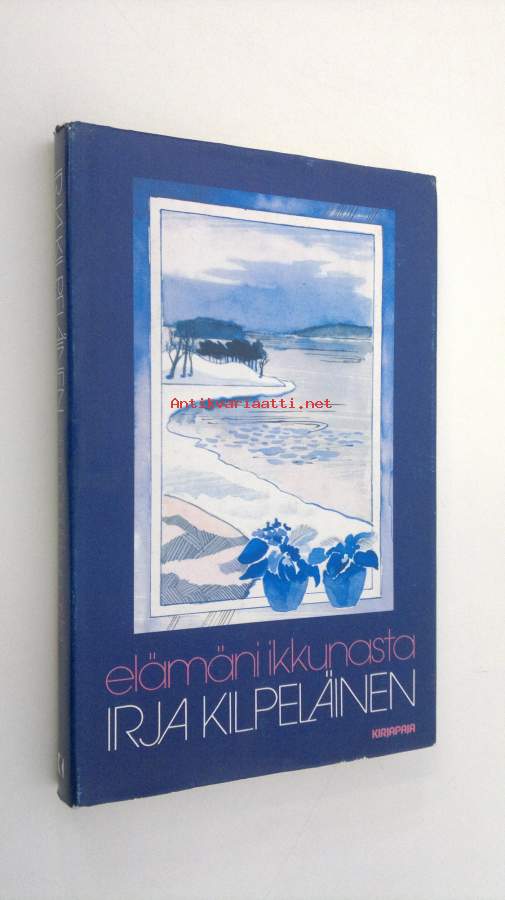 IRJA KILPELÄINEN
Antikvariaatti.net
elämäni ikkunasta
IRJA KILPELÄINEN
KIRJAPAJA